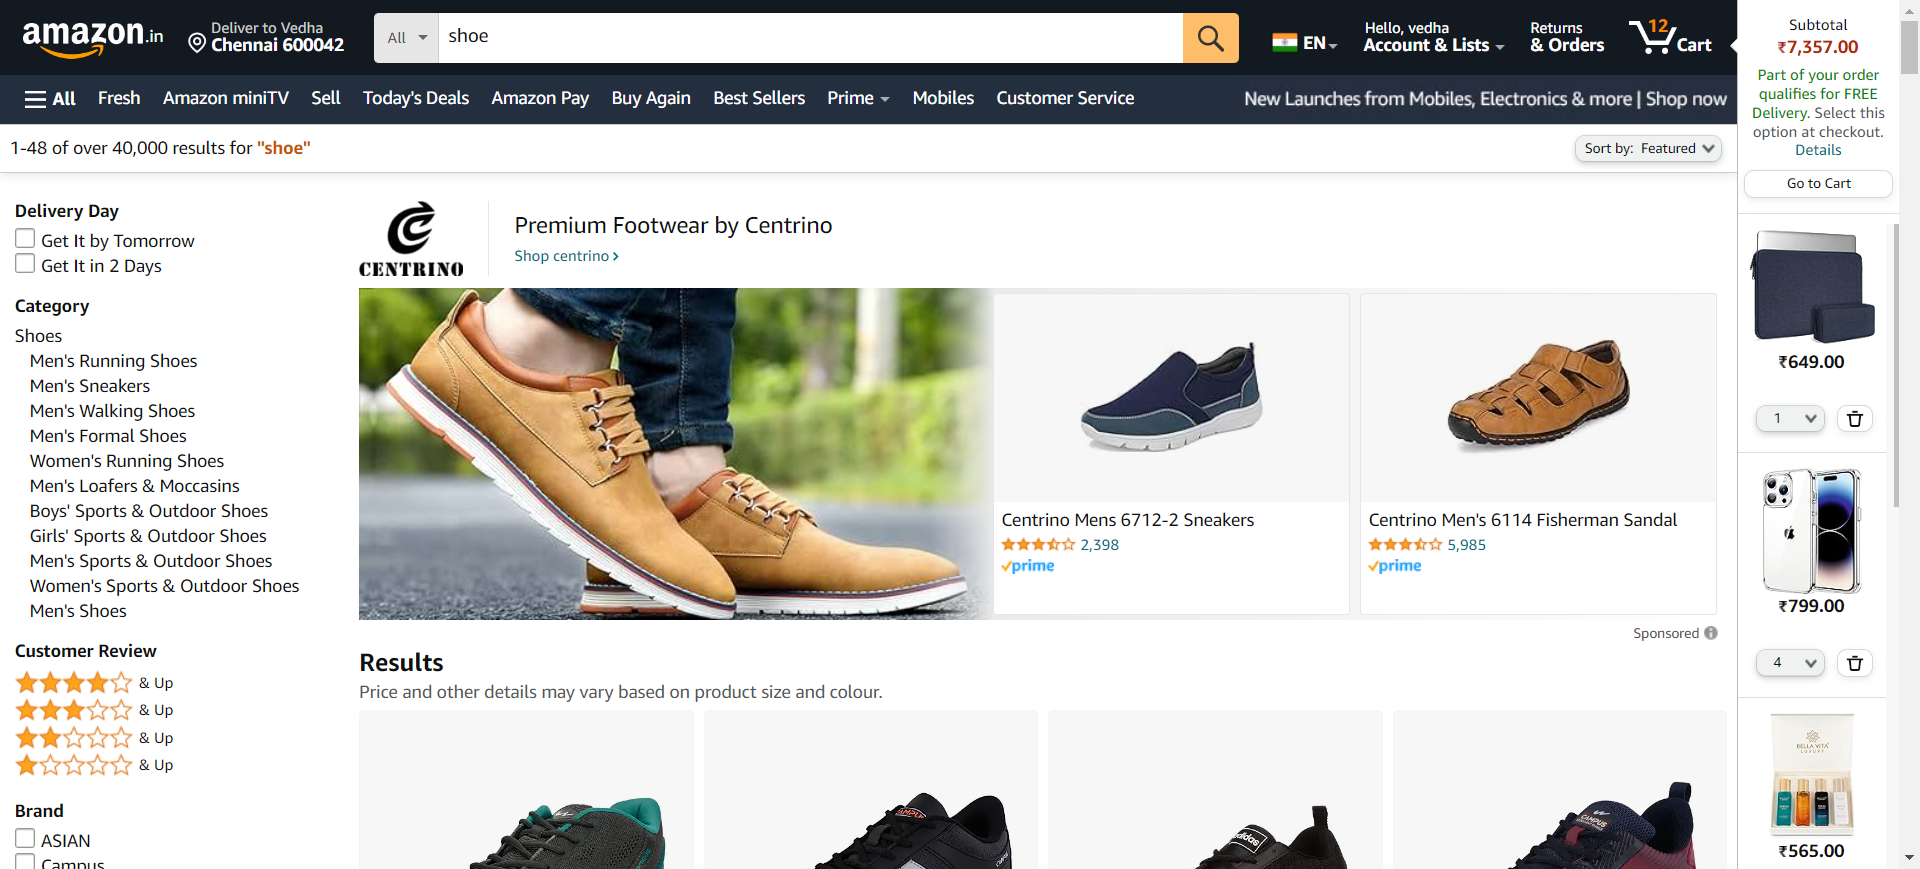 amazon.in
Deliver to Vedha
Chennai 600042
All
shoe
EN
Hello, vedha
Account & Lists
Returns
& Orders
12
Cart
All
Fresh
Amazon miniTV
Sell
Today's Deals
Amazon Pay
Buy Again
Best Sellers
Prime
Mobiles
Customer Service
New Launches from Mobiles, Electronics & more | Shop now
1-48 of over 40,000 results for "shoe"
Sort by: Featured
Delivery Day
Get It by Tomorrow
Get It in 2 Days
Category
Shoes
Men's Running Shoes
Men's Sneakers
Men's Walking Shoes
Men's Formal Shoes
Women's Running Shoes
Men's Loafers & Moccasins
Boys' Sports & Outdoor Shoes
Girls' Sports & Outdoor Shoes
Men's Sports & Outdoor Shoes
Women's Sports & Outdoor Shoes
Men's Shoes
Customer Review
& Up
& Up
& Up
& Up
Brand
ASIAN
Campus
CENTRINO
Premium Footwear by Centrino
Shop centrino
Centrino Mens 6712-2 Sneakers
2,398
prime
Centrino Men's 6114 Fisherman Sandal
5,985
prime
Sponsored
Results
Price and other details may vary based on product size and colour.
CAMPUS
adidas
CAMPUS
Subtotal
₹7,357.00
Part of your order
qualifies for FREE
Delivery. Select this
option at checkout.
Details
Go to Cart
₹649.00
1
₹799.00
4
BELLA VITA
LUXURY
₹565.00